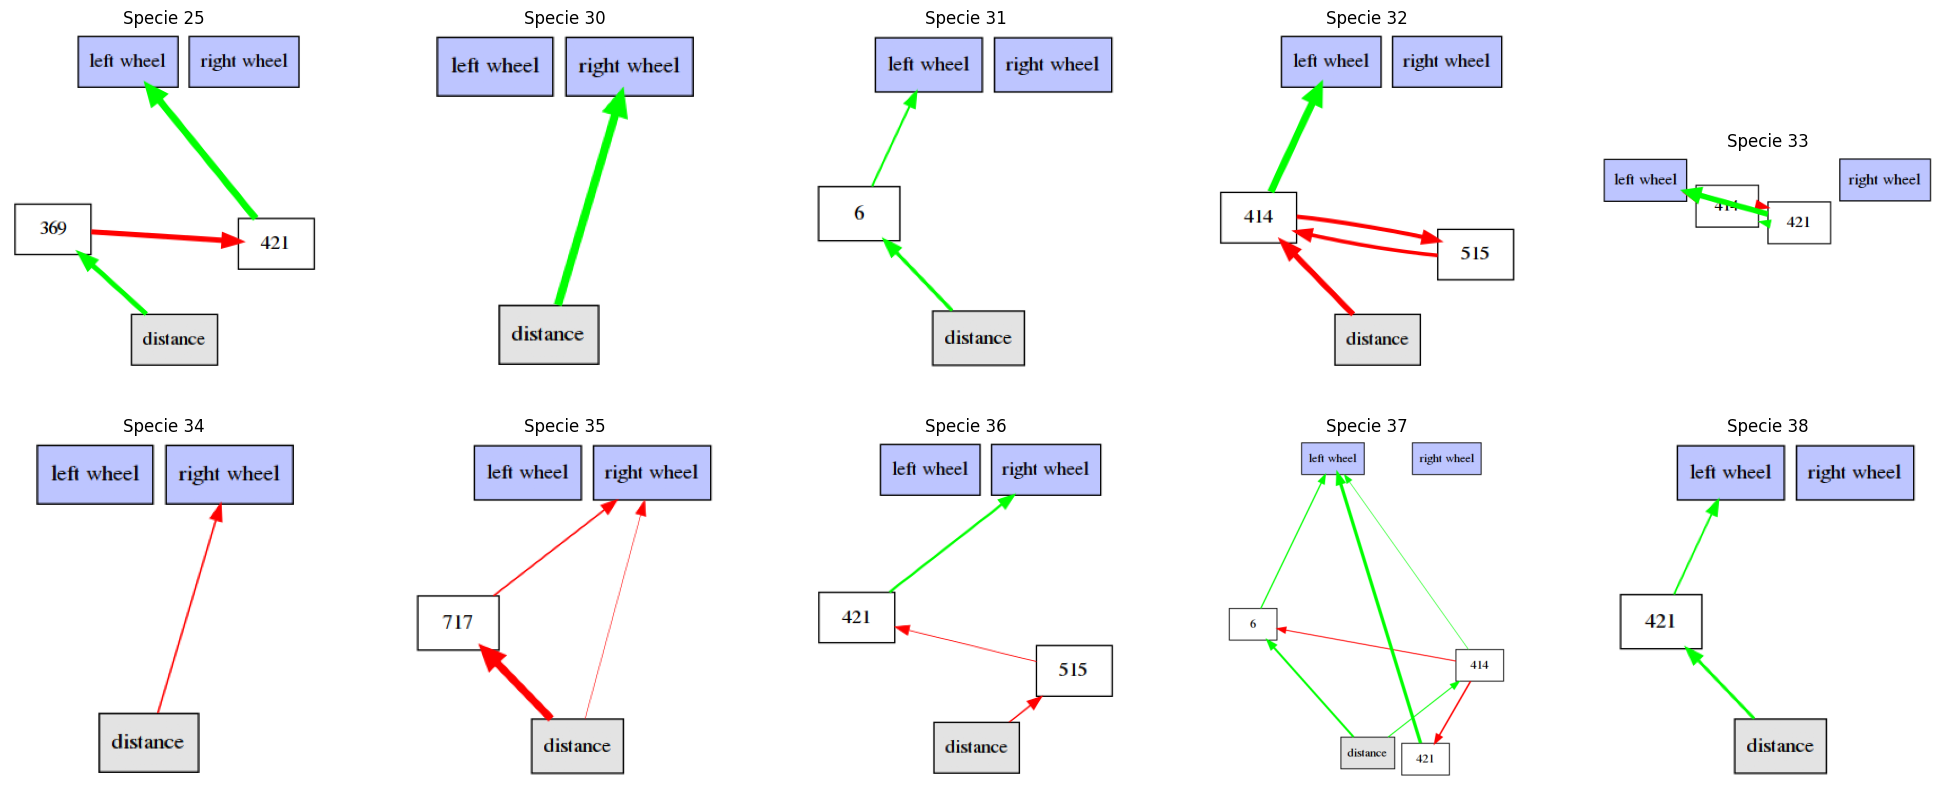 Specie 25
left wheel right wheel
369
421
distance
Specie 30
left wheel right wheel
distance
Specie 31
left wheel right wheel
6
distance
Specie 32
left wheel right wheel
414
515
distance
Specie 33
left wheel right wheel
414
421
Specie 34
left wheel right wheel
distance
Specie 35
left wheel right wheel
717
distance
Specie 36
left wheel right wheel
421
515
distance
Specie 37
left wheel right wheel
6
414
distance
421
Specie 38
left wheel right wheel
421
distance